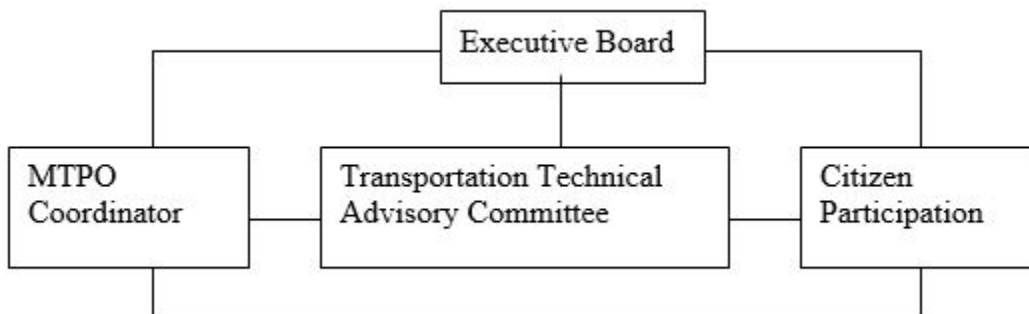 Executive Board
MTPO
Coordinator
Transportation Technical
Advisory Committee
Citizen
Participation